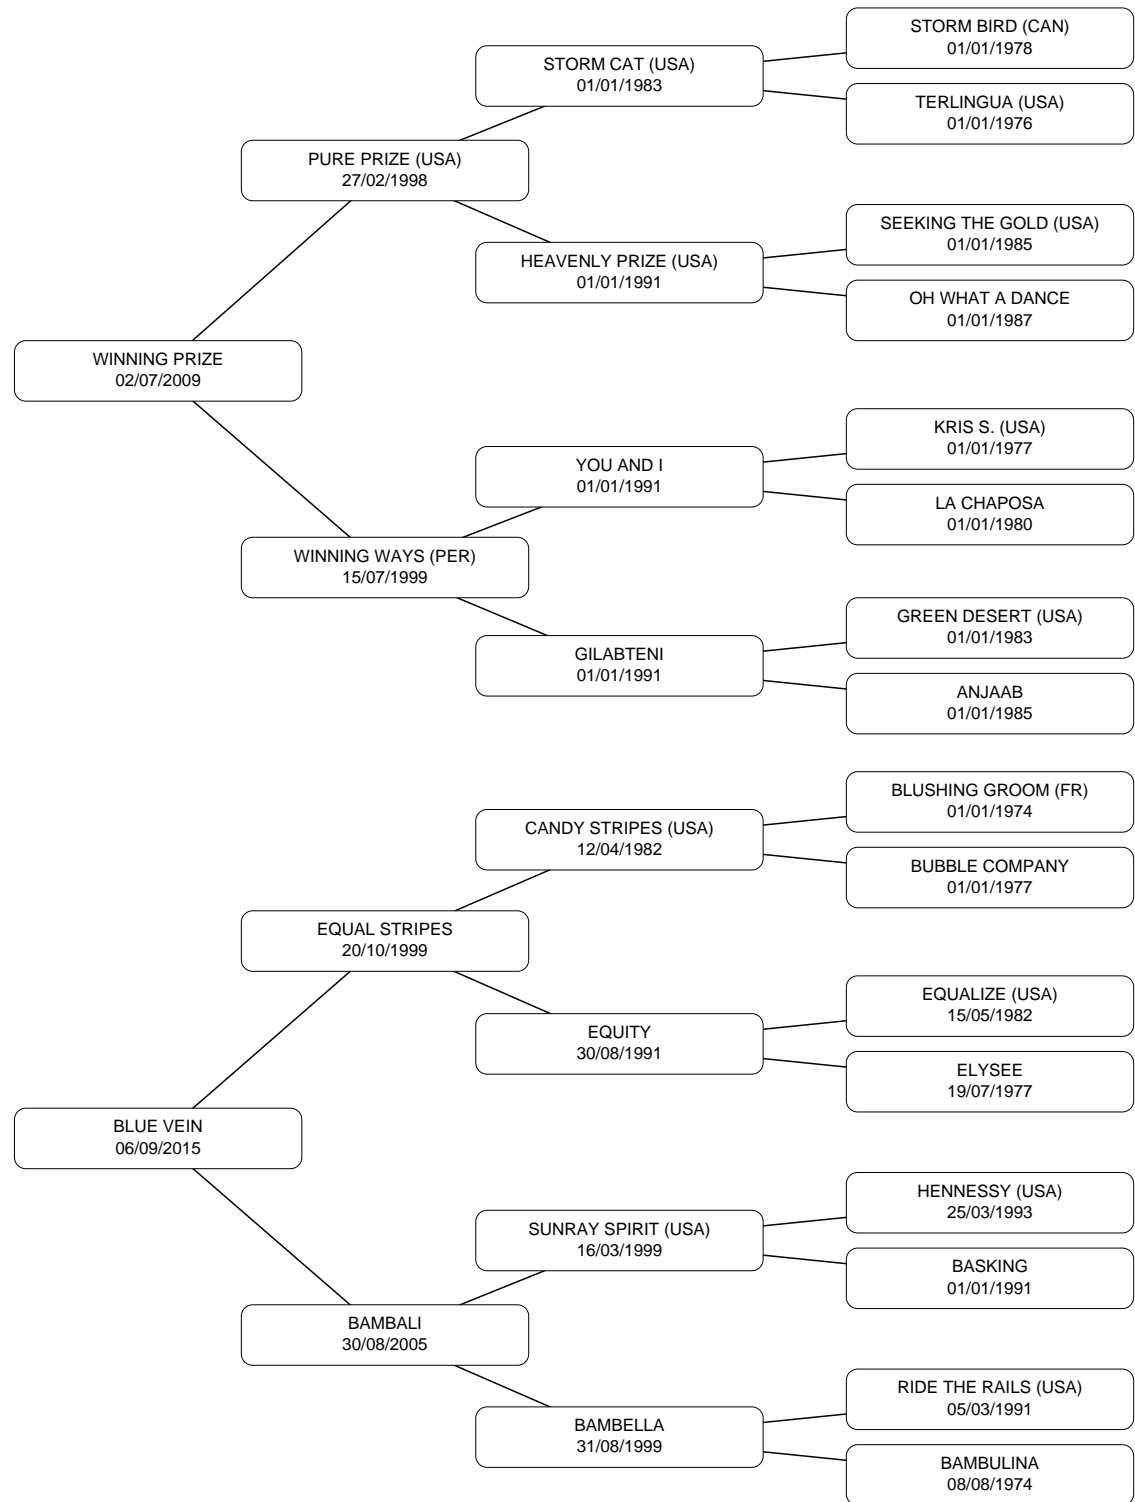 STORM BIRD (CAN)
01/01/1978
STORM CAT (USA)
01/01/1983
TERLINGUA (USA)
01/01/1976
PURE PRIZE (USA)
27/02/1998
SEEKING THE GOLD (USA)
01/01/1985
HEAVENLY PRIZE (USA)
01/01/1991
OH WHAT A DANCE
01/01/1987
WINNING PRIZE
02/07/2009
KRIS S. (USA)
01/01/1977
YOU AND I
01/01/1991
LA CHAPOSA
01/01/1980
WINNING WAYS (PER)
15/07/1999
GREEN DESERT (USA)
01/01/1983
GILABTENI
01/01/1991
ANJAAB
01/01/1985
BLUSHING GROOM (FR)
01/01/1974
CANDY STRIPES (USA)
12/04/1982
BUBBLE COMPANY
01/01/1977
EQUAL STRIPES
20/10/1999
EQUALIZE (USA)
15/05/1982
EQUITY
30/08/1991
ELYSEE
19/07/1977
BLUE VEIN
06/09/2015
HENNESSY (USA)
25/03/1993
SUNRAY SPIRIT (USA)
16/03/1999
BASKING
01/01/1991
BAMBALI
30/08/2005
RIDE THE RAILS (USA)
05/03/1991
BAMBELLA
31/08/1999
BAMBULINA
08/08/1974